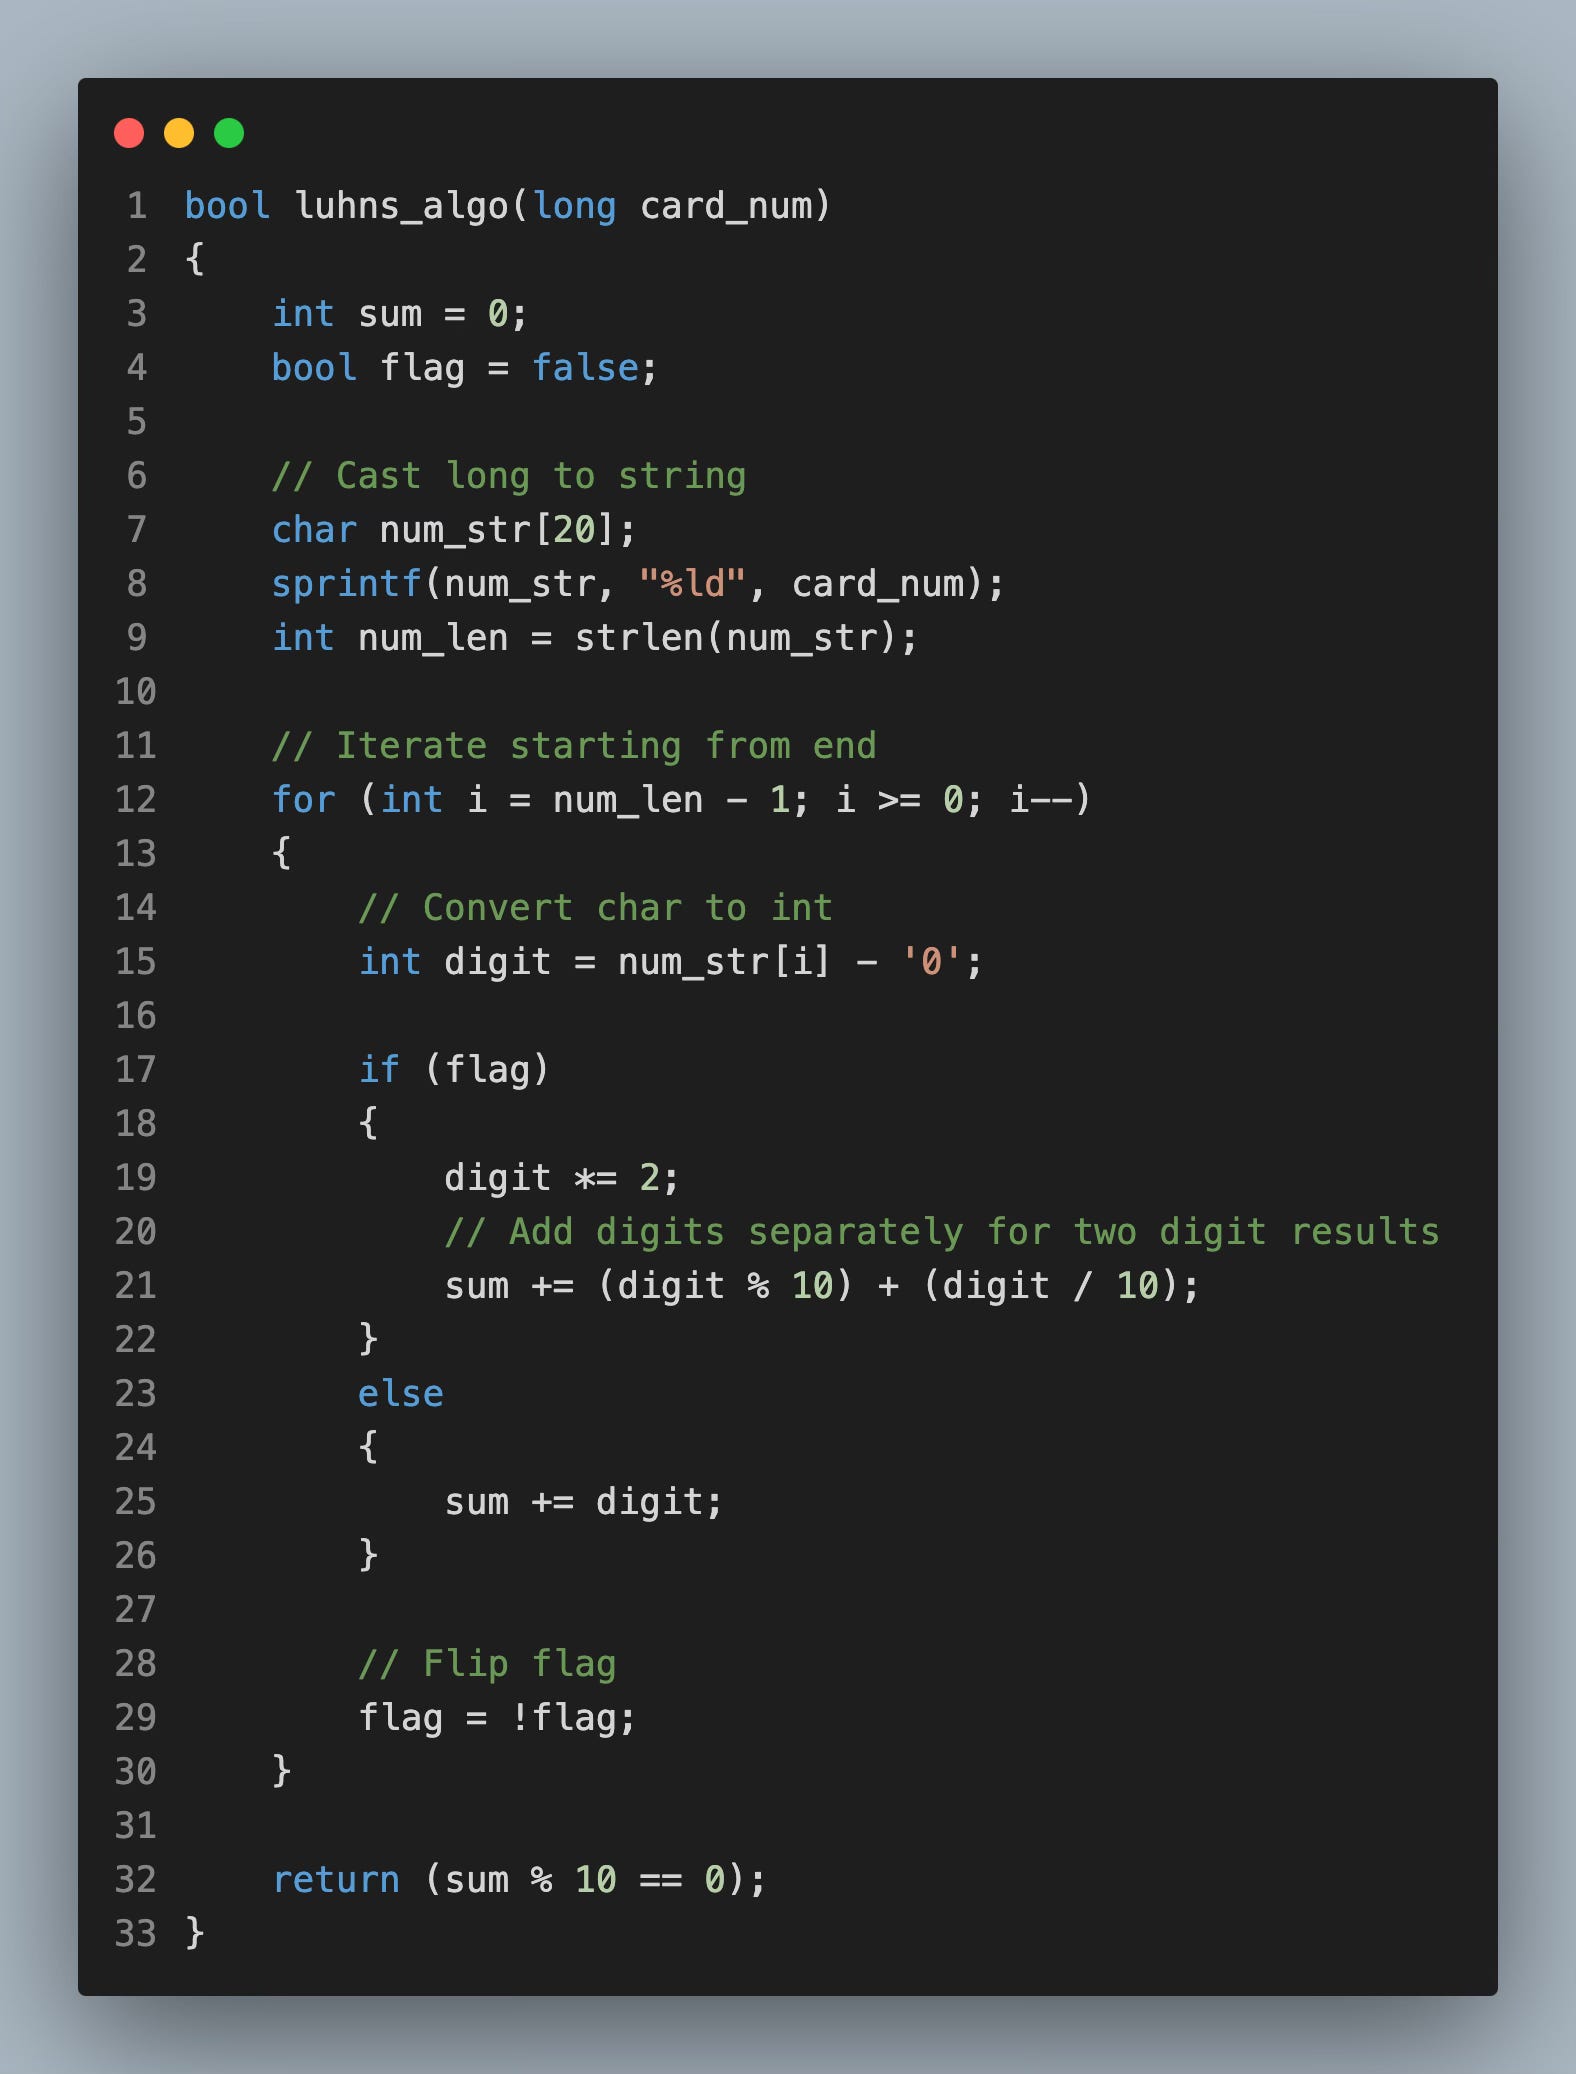 1 bool luhns_algo(long card_num)
2 {
3     int sum = 0;
4     bool flag = false;
5
6     // Cast long to string
7     char num_str[20];
8     sprintf(num_str, "%ld", card_num);
9     int num_len = strlen(num_str);
10
11     // Iterate starting from end
12     for (int i = num_len - 1; i >= 0; i--)
13     {
14         // Convert char to int
15         int digit = num_str[i] - '0';
16
17         if (flag)
18         {
19             digit *= 2;
20             // Add digits separately for two digit results
21             sum += (digit % 10) + (digit / 10);
22         }
23         else
24         {
25             sum += digit;
26         }
27
28         // Flip flag
29         flag = !flag;
30     }
31
32     return (sum % 10 == 0);
33 }